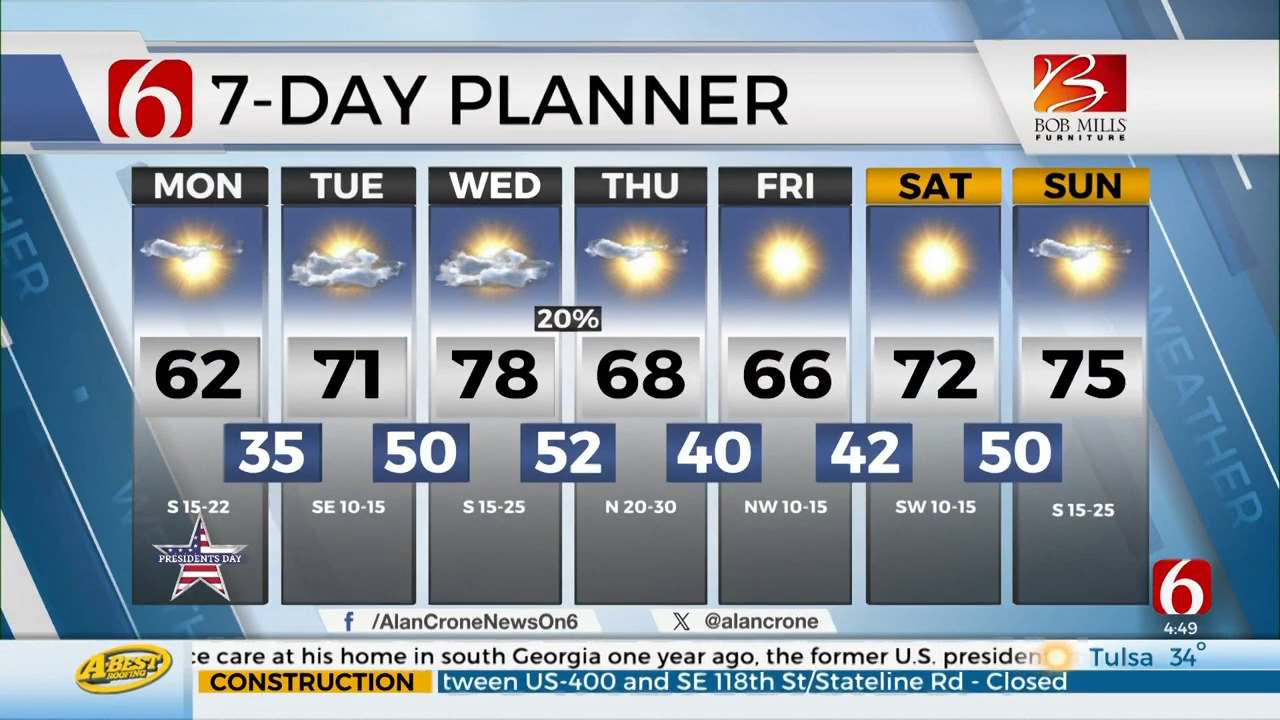 6 7-DAY PLANNER
B
BOB MILLS
FURNITURE
MON TUE WED THU FRI SAT SUN
20%
62 71 78 68 66 72 75
35 50 52 40 42 50
S 15-22 SE 10-15 S 15-25 N 20-30 NW 10-15 SW 10-15 S 15-25
PRESIDENTS DAY
6
/AlanCroneNewsOn6 @alancrone
4:49
A-BEST
ROOFING
ce care at his home in south Georgia one year ago, the former U.S. presiden
Tulsa 34°
CONSTRUCTION tween US-400 and SE 118th St/Stateline Rd - Closed
WEATHER